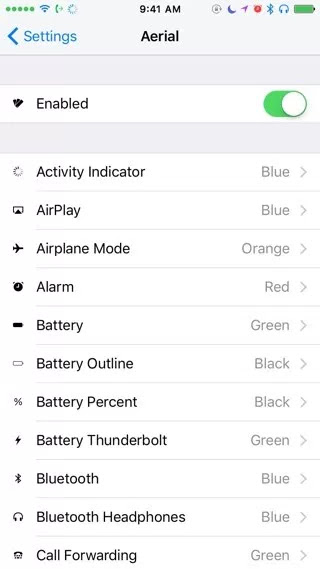 9:41 AM
Settings
Aerial
Enabled
Activity Indicator Blue
AirPlay Blue
Airplane Mode Orange
Alarm Red
Battery Green
Battery Outline Black
% Battery Percent Black
Battery Thunderbolt Green
Bluetooth Blue
Bluetooth Headphones Blue
Call Forwarding Green